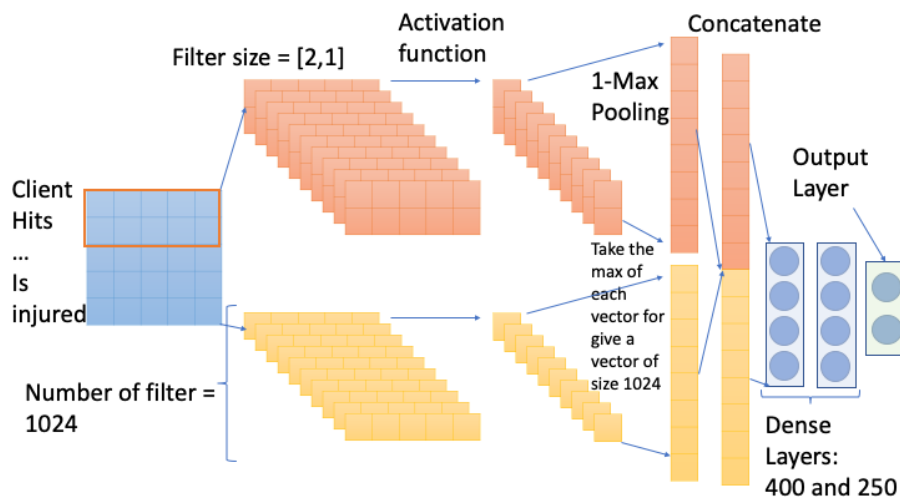 Filter size = [2,1]
Activation
function
Concatenate
1-Max
Pooling
Client
Hits
...
Is
injured
Output
Layer
Take the
max of
each
vector for
give a
vector of
size 1024
Number of filter =
1024
Dense
Layers:
400 and 250